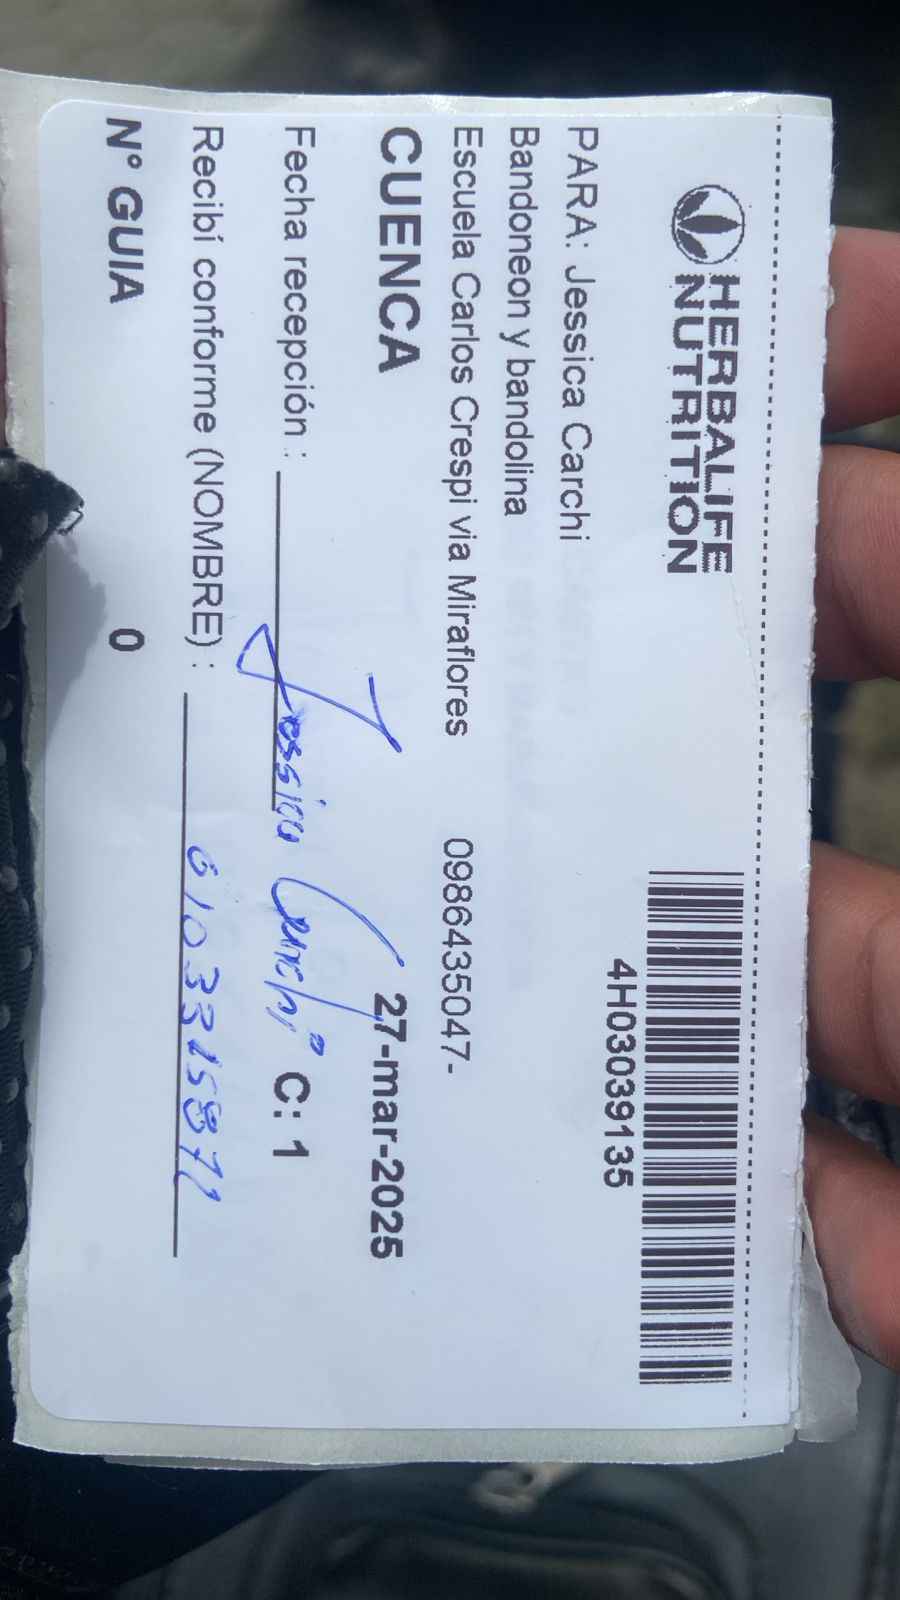 HERBALIFE
NUTRITION
4H03039135
PARA: Jessica Carchi
Bandoneon y bandolina
Escuela Carlos Crespi via Miraflores 0986435047-
CUENCA 27-mar-2025
Fecha recepción : Jessica Carchi C: 1
Recibí conforme (NOMBRE) :
N° GUIA 0